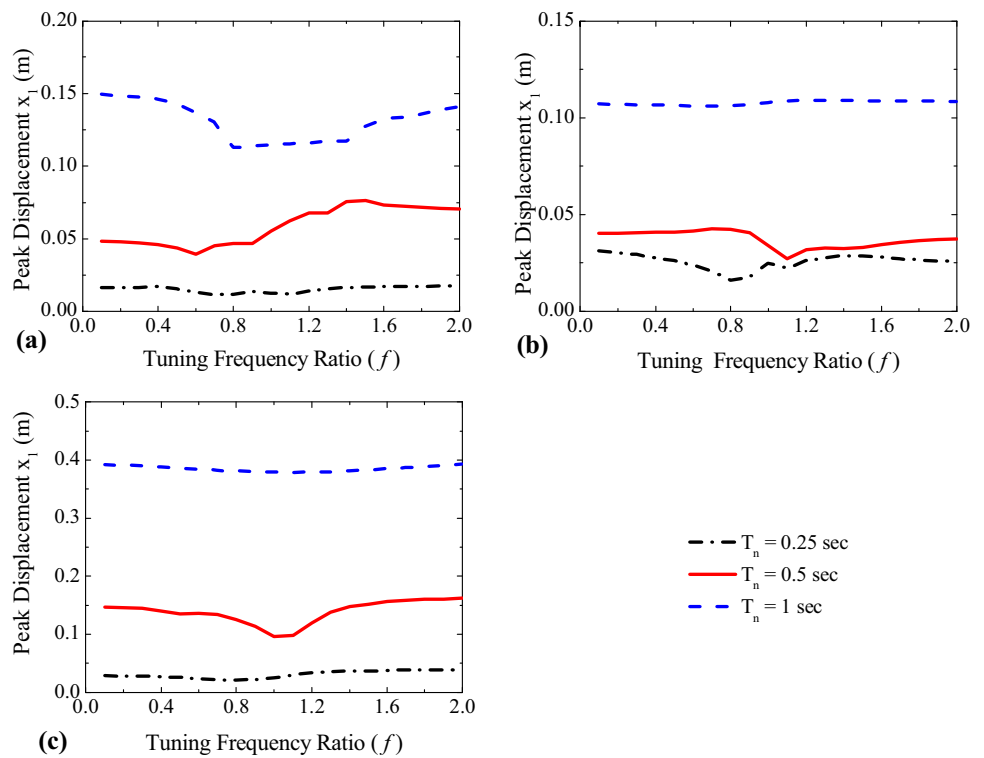 0.20
0.15
0.10
0.05
0.00
Peak Displacement x1 (m)
0.0 0.4 0.8 1.2 1.6 2.0
Tuning Frequency Ratio (f)
(a)
0.15
0.10
0.05
0.00
Peak Displacement x1 (m)
0.0 0.4 0.8 1.2 1.6 2.0
Tuning Frequency Ratio (f)
(b)
0.5
0.4
0.3
0.2
0.1
0.0
Peak Displacement x1 (m)
0.0 0.4 0.8 1.2 1.6 2.0
Tuning Frequency Ratio (f)
(c)
Tn = 0.25 sec
Tn = 0.5 sec
Tn = 1 sec